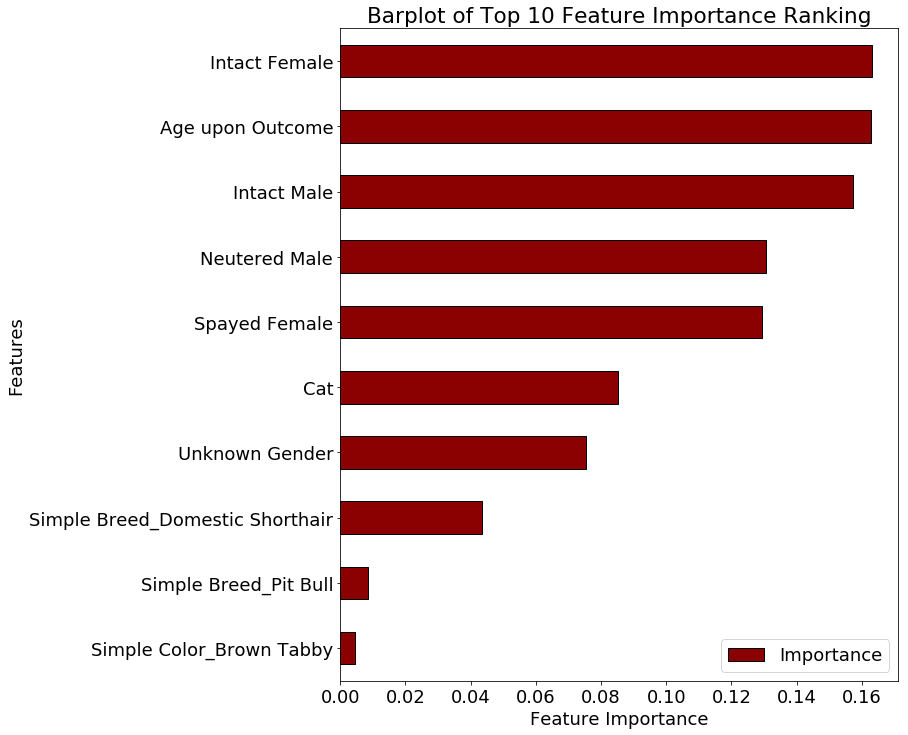 Barplot of Top 10 Feature Importance Ranking
Intact Female
Age upon Outcome
Intact Male
Neutered Male
Spayed Female
Cat
Unknown Gender
Simple Breed_Domestic Shorthair
Simple Breed_Pit Bull
Simple Color_Brown Tabby
Features
Importance
0.00 0.02 0.04 0.06 0.08 0.10 0.12 0.14 0.16
Feature Importance